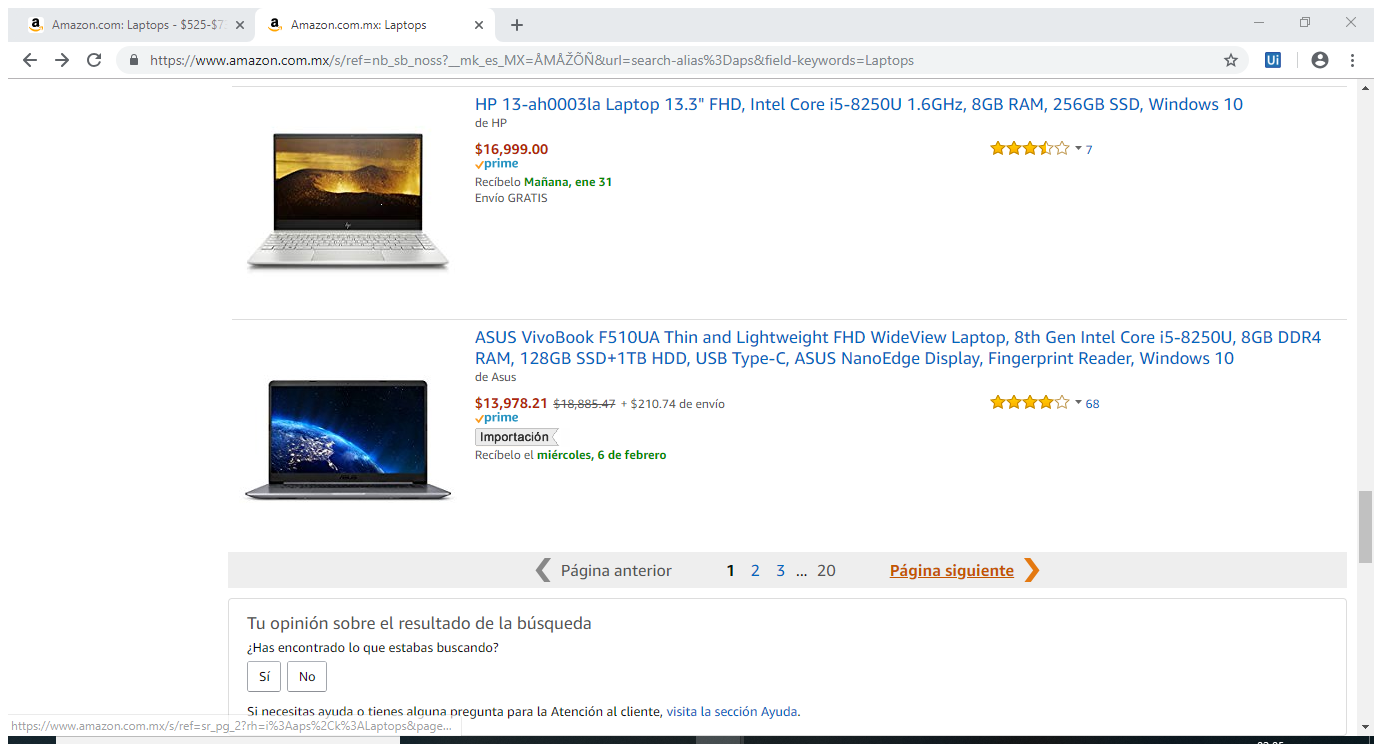 Amazon.com: Laptops - $525-$7
Amazon.com.mx: Laptops
https://www.amazon.com.mx/s/ref=nb_sb_noss?__mk_es_MX=ÅMÅŽÕÑ&url=search-alias%3Daps&field-keywords=Laptops
Ui
HP 13-ah0003la Laptop 13.3" FHD, Intel Core i5-8250U 1.6GHz, 8GB RAM, 256GB SSD, Windows 10
de HP
$16,999.00
7
prime
Recíbelo Mañana, ene 31
Envío GRATIS
ASUS VivoBook F510UA Thin and Lightweight FHD WideView Laptop, 8th Gen Intel Core i5-8250U, 8GB DDR4
RAM, 128GB SSD+1TB HDD, USB Type-C, ASUS NanoEdge Display, Fingerprint Reader, Windows 10
de Asus
$13,978.21 $18,885.47 + $210.74 de envío
68
prime
Importación
Recíbelo el miércoles, 6 de febrero
Página anterior 1 2 3 ... 20 Página siguiente
Tu opinión sobre el resultado de la búsqueda
¿Has encontrado lo que estabas buscando?
Sí No
Si necesitas ayuda o tienes alguna pregunta para la Atención al cliente, visita la sección Ayuda.
https://www.amazon.com.mx/s/ref=sr_pg_2?rh=i%3Aaps%2Ck%3ALaptops&page...